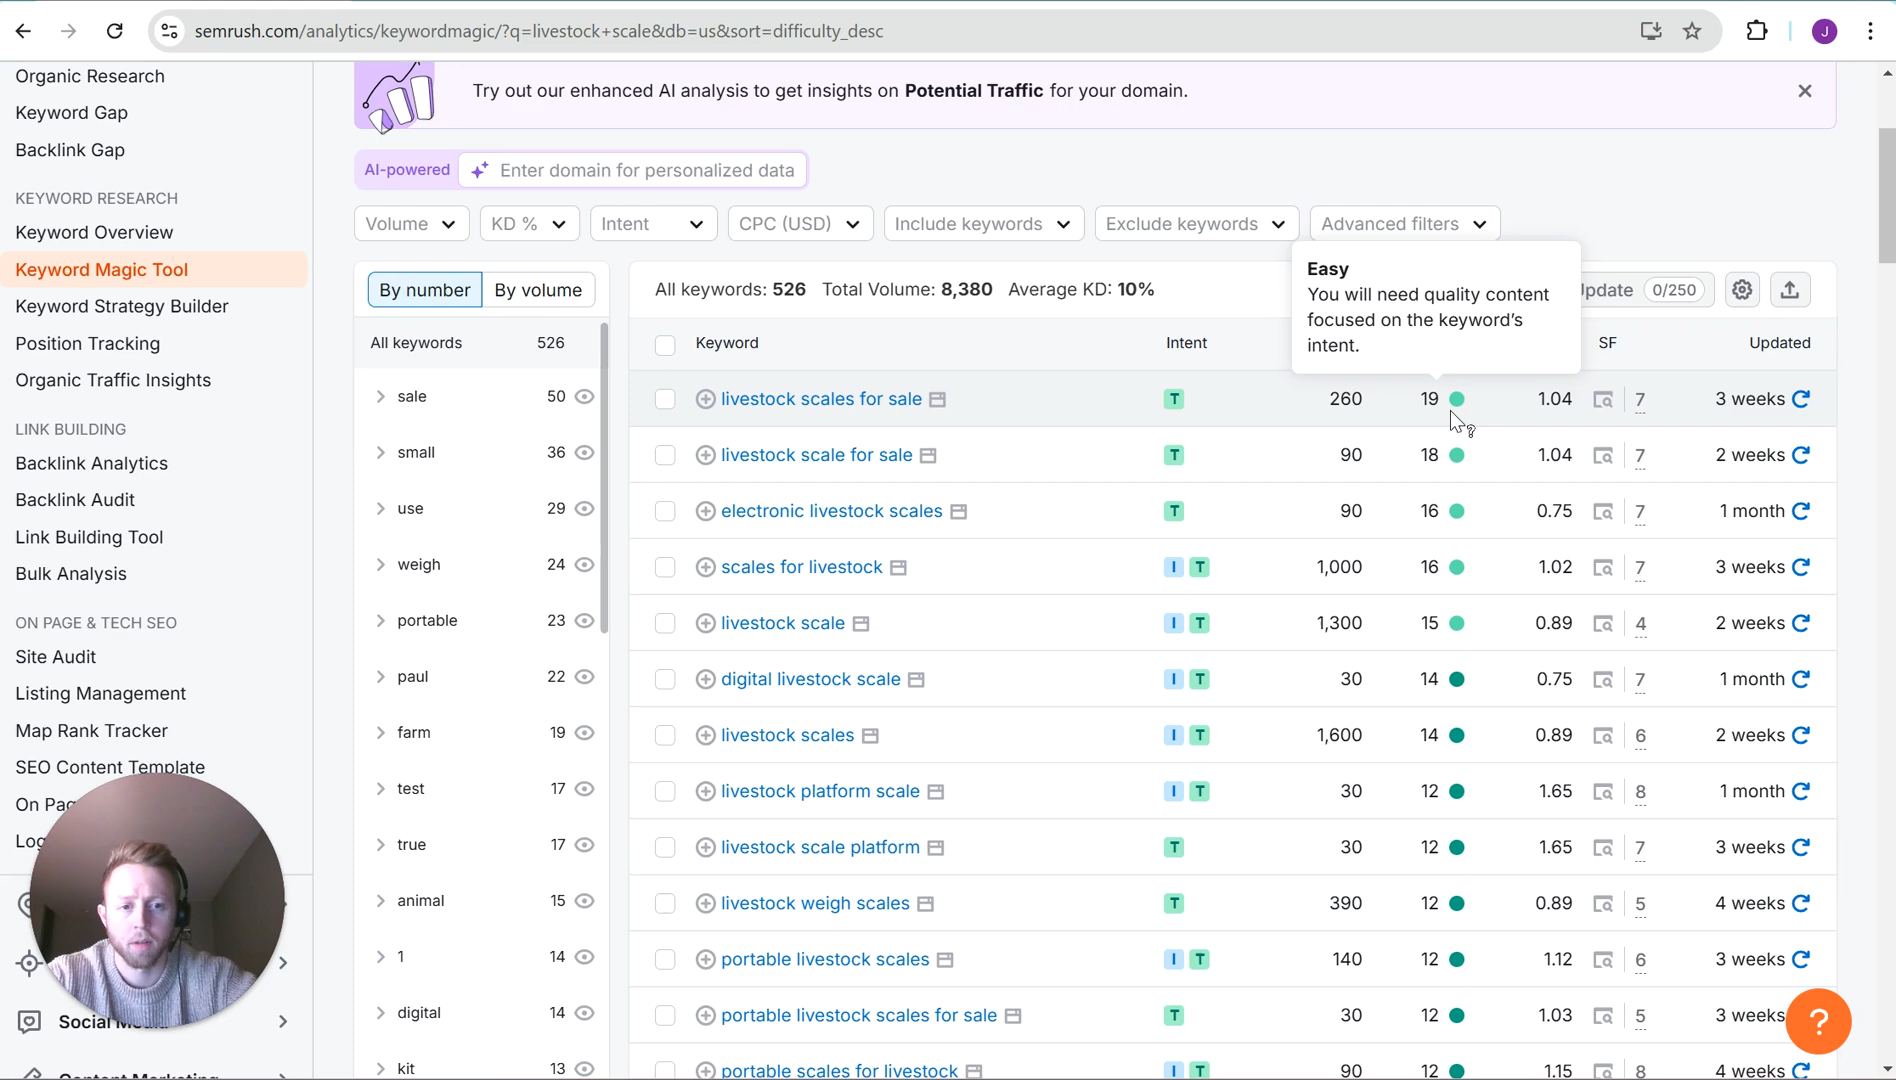 semrush.com/analytics/keywordmagic/?q=livestock+scale&db=us&sort=difficulty_desc
J
Organic Research
Keyword Gap
Backlink Gap
KEYWORD RESEARCH
Keyword Overview
Keyword Magic Tool
Keyword Strategy Builder
Position Tracking
Organic Traffic Insights
LINK BUILDING
Backlink Analytics
Backlink Audit
Link Building Tool
Bulk Analysis
ON PAGE & TECH SEO
Site Audit
Listing Management
Map Rank Tracker
SEO Content Template
On Pag
Log
Social
Content Marketing
Try out our enhanced AI analysis to get insights on Potential Traffic for your domain.
AI-powered Enter domain for personalized data
Volume KD % Intent CPC (USD) Include keywords Exclude keywords Advanced filters
By number By volume
All keywords 526
sale 50
small 36
use 29
weigh 24
portable 23
paul 22
farm 19
test 17
true 17
animal 15
1 14
digital 14
kit 13
All keywords: 526 Total Volume: 8,380 Average KD: 10%
Update 0/250
Easy
You will need quality content
focused on the keyword's
intent.
Keyword Intent SF Updated
livestock scales for sale T 260 19 1.04 7 3 weeks
livestock scale for sale T 90 18 1.04 7 2 weeks
electronic livestock scales T 90 16 0.75 7 1 month
scales for livestock I T 1,000 16 1.02 7 3 weeks
livestock scale I T 1,300 15 0.89 4 2 weeks
digital livestock scale I T 30 14 0.75 7 1 month
livestock scales I T 1,600 14 0.89 6 2 weeks
livestock platform scale I T 30 12 1.65 8 1 month
livestock scale platform T 30 12 1.65 7 3 weeks
livestock weigh scales T 390 12 0.89 5 4 weeks
portable livestock scales I T 140 12 1.12 6 3 weeks
portable livestock scales for sale T 30 12 1.03 5 3 weeks
portable scales for livestock I T 90 12 1.15 8 4 weeks
?